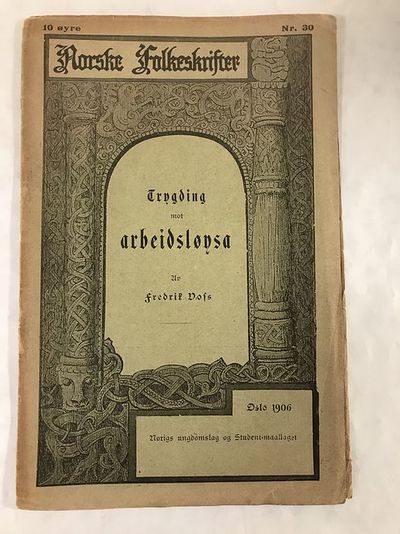 10 øyre Nr. 30
Norske Folkeskrifter
Trygding
mot
arbeidsløysa
Av
Fredrik Voss
Oslo 1906
Norigs ungdomslag og Student-maallaget